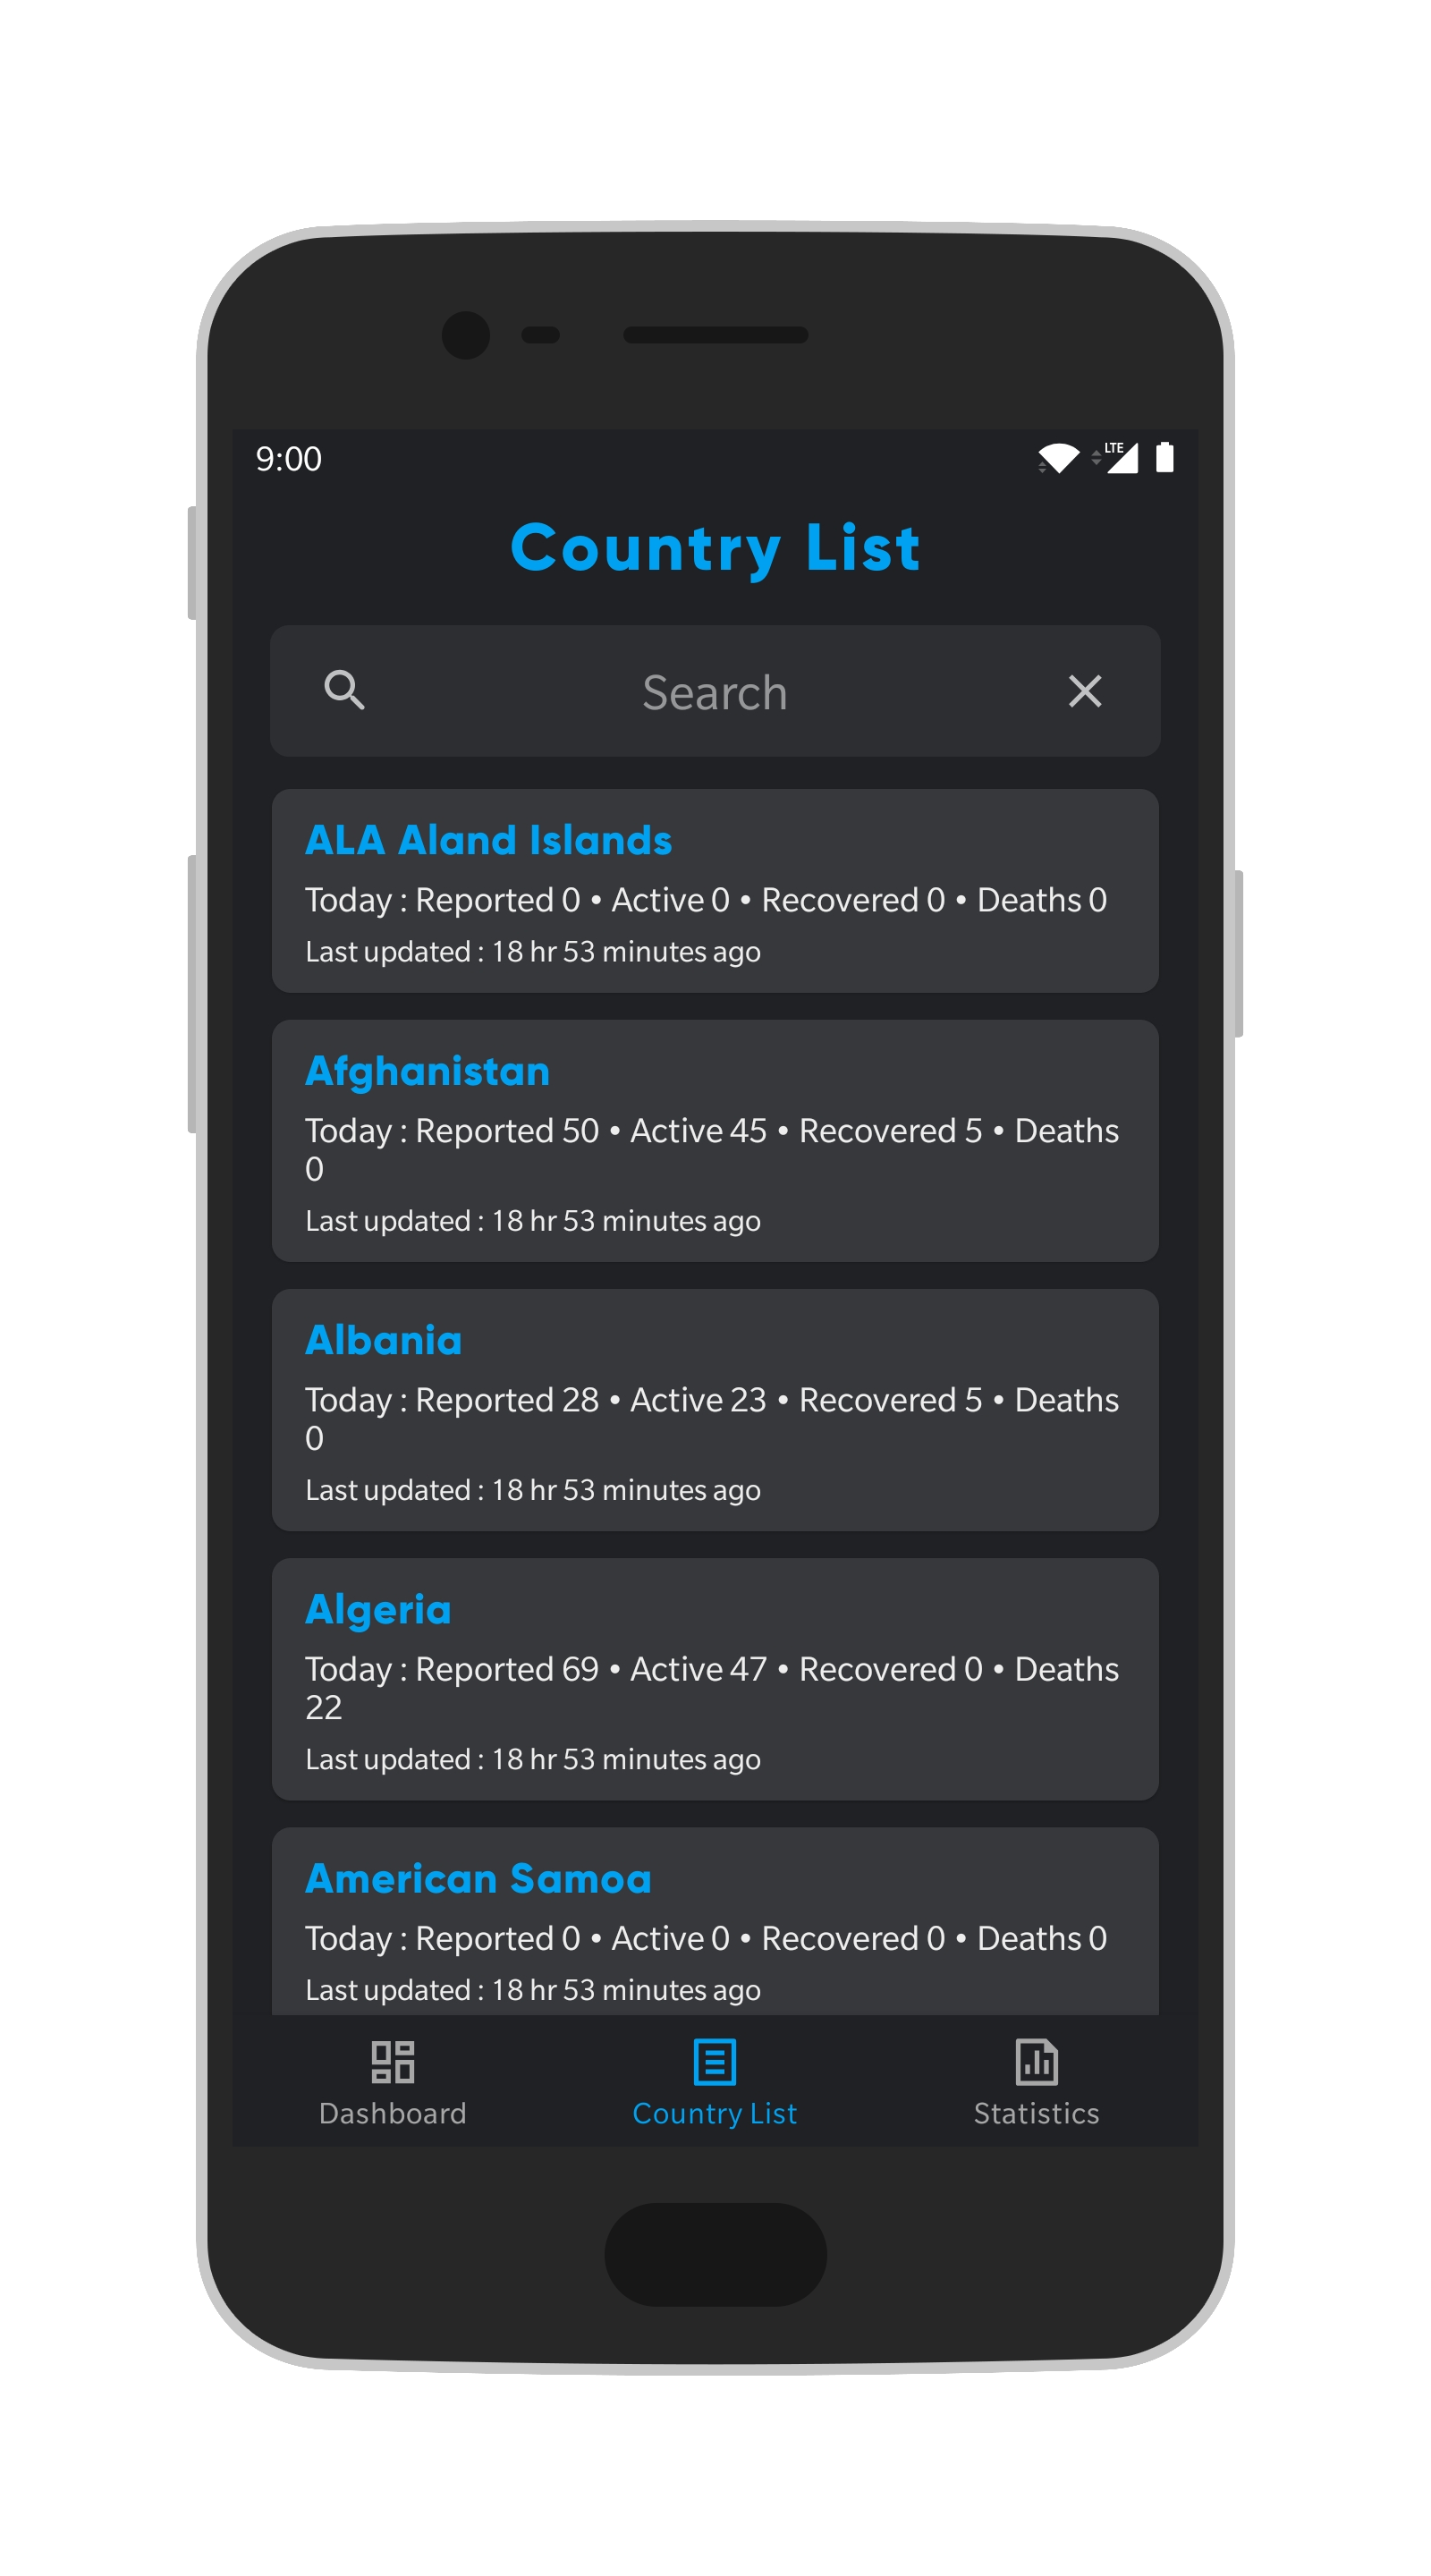 9:00
LTE
Country List
Search
ALA Aland Islands
Today : Reported 0 • Active 0 • Recovered 0 • Deaths 0
Last updated : 18 hr 53 minutes ago
Afghanistan
Today : Reported 50 • Active 45 • Recovered 5 • Deaths
0
Last updated : 18 hr 53 minutes ago
Albania
Today : Reported 28 • Active 23 • Recovered 5 • Deaths
0
Last updated : 18 hr 53 minutes ago
Algeria
Today : Reported 69 • Active 47 • Recovered 0 • Deaths
22
Last updated : 18 hr 53 minutes ago
American Samoa
Today : Reported 0 • Active 0 • Recovered 0 • Deaths 0
Last updated : 18 hr 53 minutes ago
Dashboard
Country List
Statistics